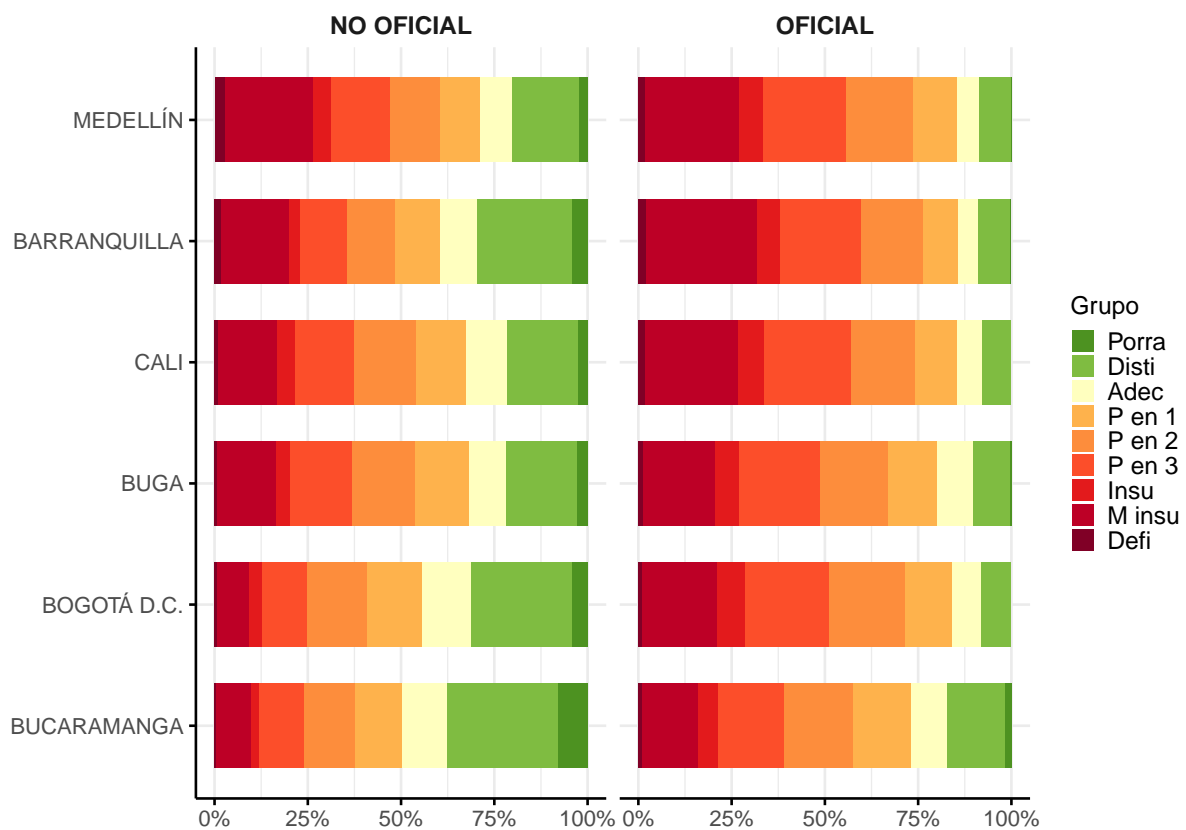 NO OFICIAL
OFICIAL
MEDELLÍN
BARRANQUILLA
CALI
BUGA
BOGOTÁ D.C.
BUCARAMANGA
0%
25%
50%
75%
100%
0%
25%
50%
75%
100%
Grupo
Porra
Disti
Adec
P en 1
P en 2
P en 3
Insu
M insu
Defi